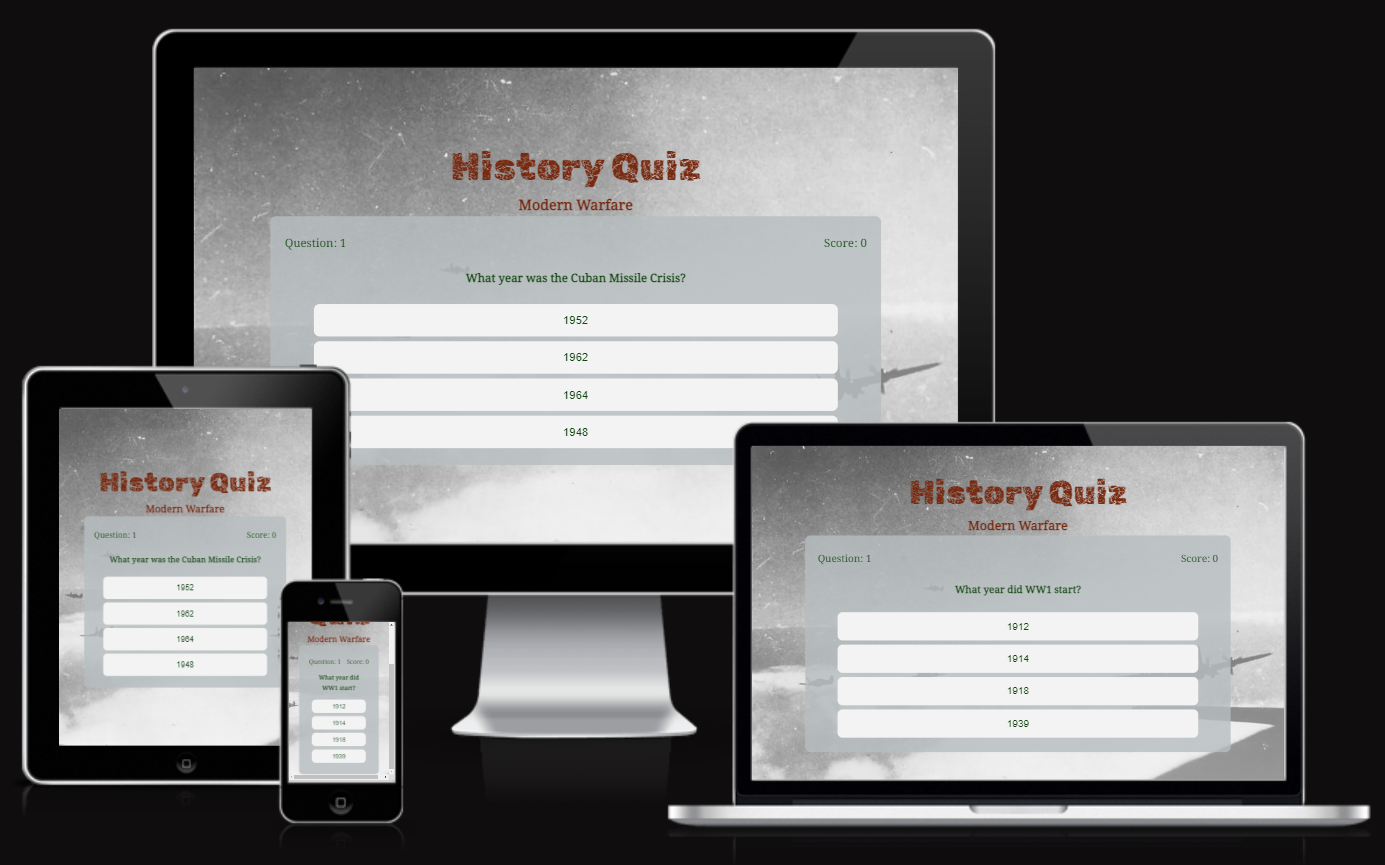 History Quiz
Modern Warfare
Question: 1 Score: 0
What year was the Cuban Missile Crisis?
1952
1962
1964
1948
History Quiz
Modern Warfare
Question: 1 Score: 0
What year was the Cuban Missile Crisis?
1952
1962
1964
1948
Quiz
Modern Warfare
Question: 1 Score: 0
What year did
WW1 start?
1912
1914
1918
1939
History Quiz
Modern Warfare
Question: 1 Score: 0
What year did WW1 start?
1912
1914
1918
1939